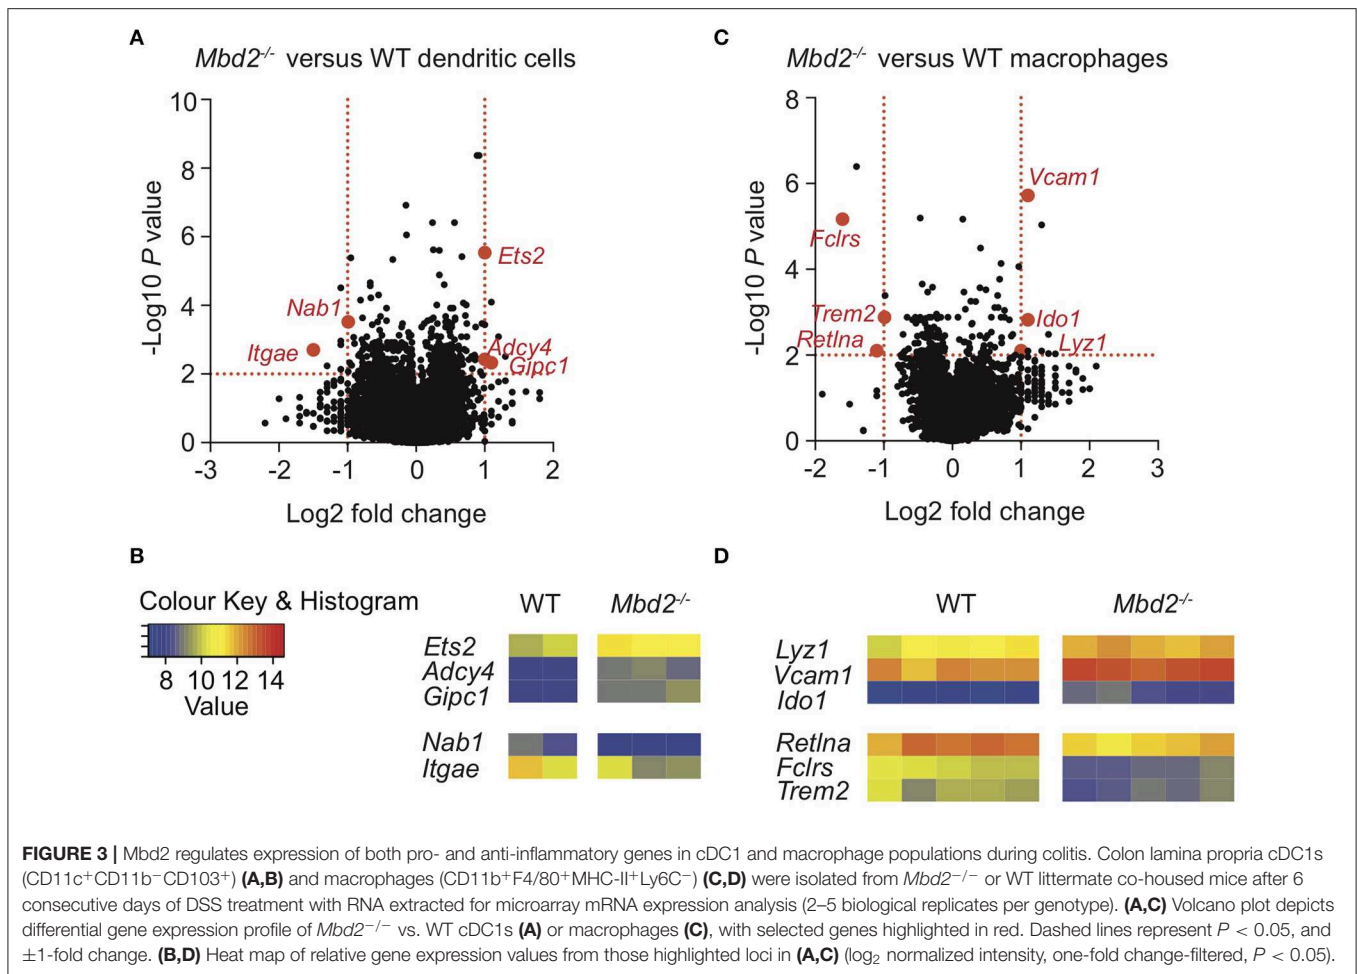 A
Mbd2-/- versus WT dendritic cells
10
8
6
4
2
0
-Log10 P value
Ets2
Nab1
Itgae
Adcy4
Gipc1
-3 -2 -1 0 1 2
Log2 fold change
C
Mbd2-/- versus WT macrophages
8
6
4
2
0
-Log10 P value
Vcam1
Fclrs
Trem2
Ido1
Retlna
Lyz1
-2 -1 0 1 2 3
Log2 fold change
B
Colour Key & Histogram
8 10 12 14
Value
WT Mbd2-/-
Ets2
Adcy4
Gipc1
Nab1
Itgae
D
WT Mbd2-/-
Lyz1
Vcam1
Ido1
Retlna
Fclrs
Trem2
FIGURE 3 | Mbd2 regulates expression of both pro- and anti-inflammatory genes in cDC1 and macrophage populations during colitis. Colon lamina propria cDC1s
(CD11c+CD11b−CD103+) (A,B) and macrophages (CD11b+F4/80+MHC-II+Ly6C−) (C,D) were isolated from Mbd2−/− or WT littermate co-housed mice after 6
consecutive days of DSS treatment with RNA extracted for microarray mRNA expression analysis (2–5 biological replicates per genotype). (A,C) Volcano plot depicts
differential gene expression profile of Mbd2−/− vs. WT cDC1s (A) or macrophages (C), with selected genes highlighted in red. Dashed lines represent P < 0.05, and
±1-fold change. (B,D) Heat map of relative gene expression values from those highlighted loci in (A,C) (log2 normalized intensity, one-fold change-filtered, P < 0.05).